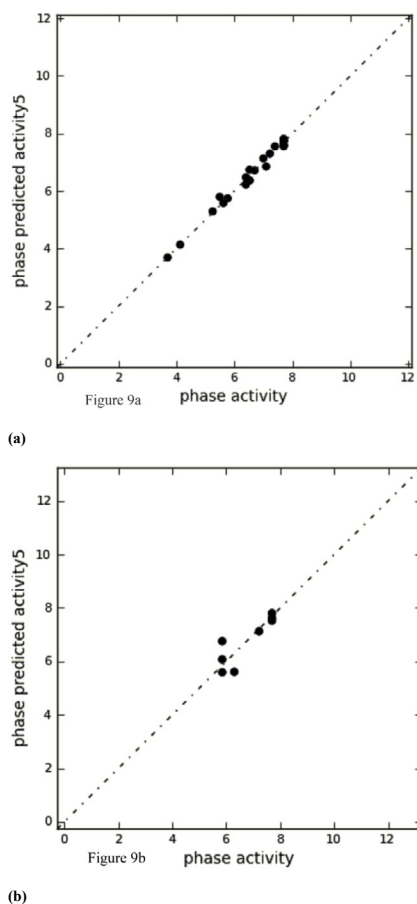 12
10
8
6
4
2
0
phase predicted activity5
0 2 4 6 8 10 12
Figure 9a
phase activity
(a)
12
10
8
6
4
2
0
phase predicted activity5
0 2 4 6 8 10 12
Figure 9b
phase activity
(b)